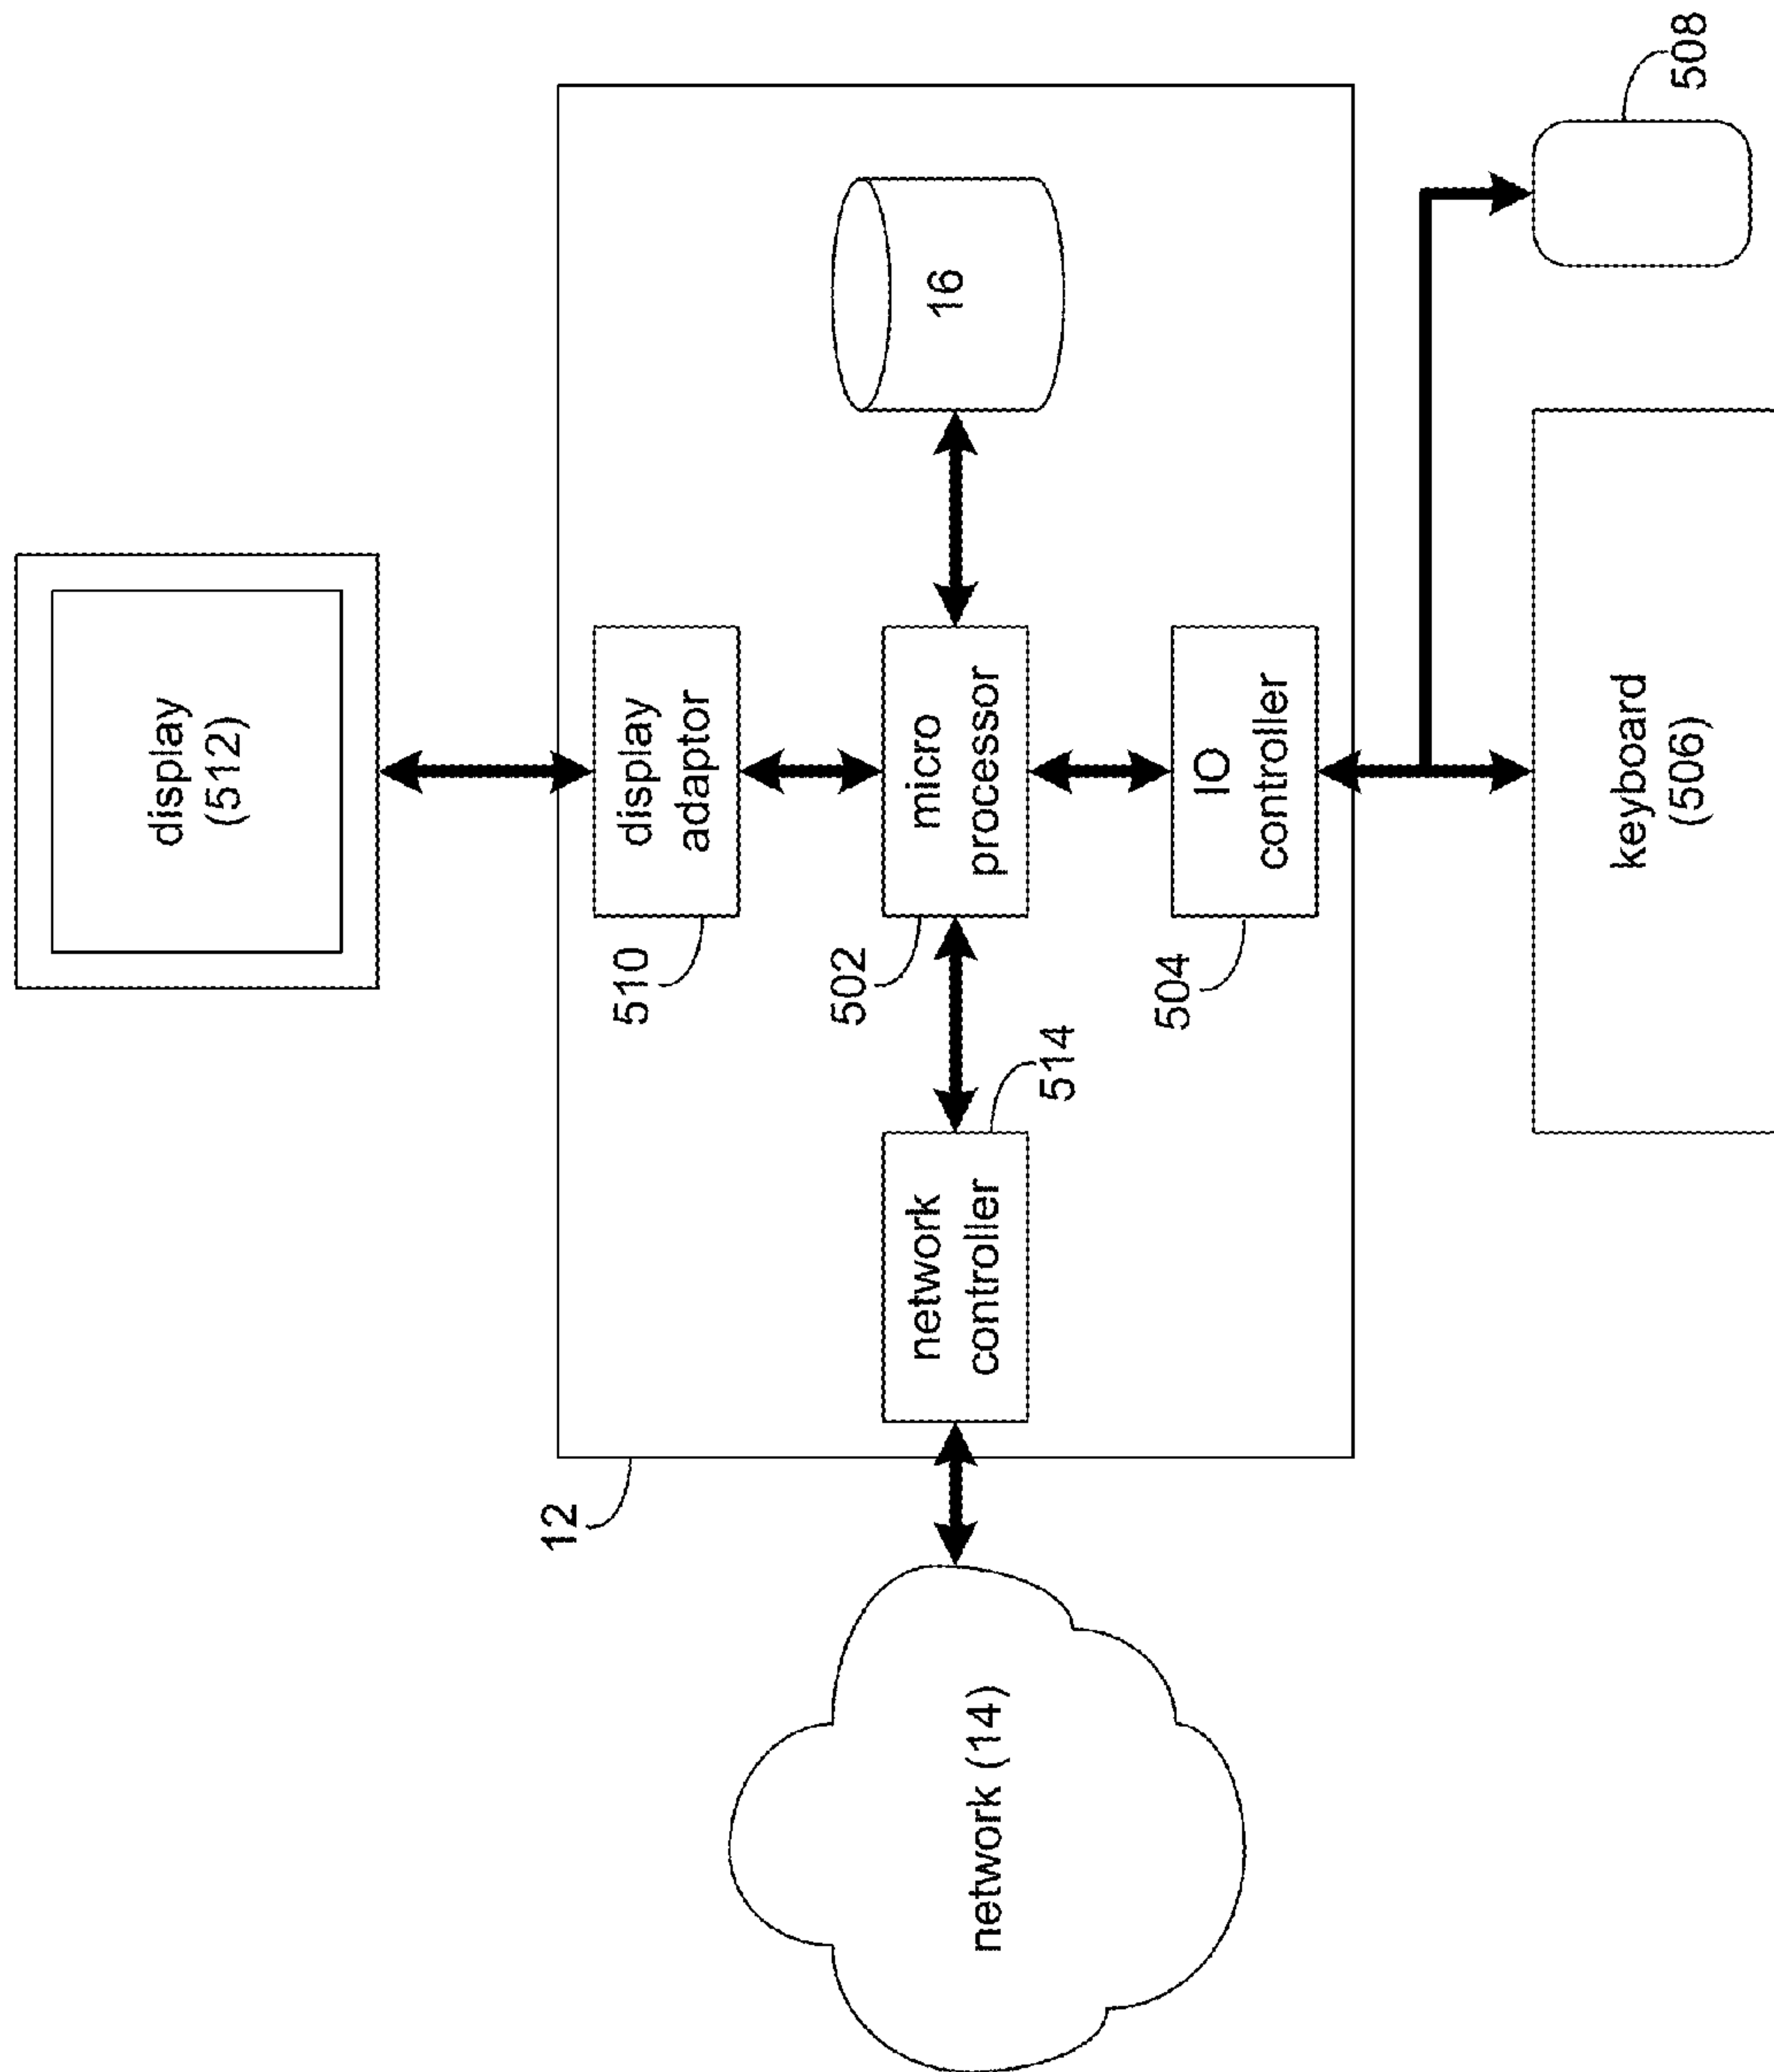 display
(512)
510
display
adaptor
12
network (14)
network
controller
514
502
micro
processor
16
504
IO
controller
keyboard
(506)
508